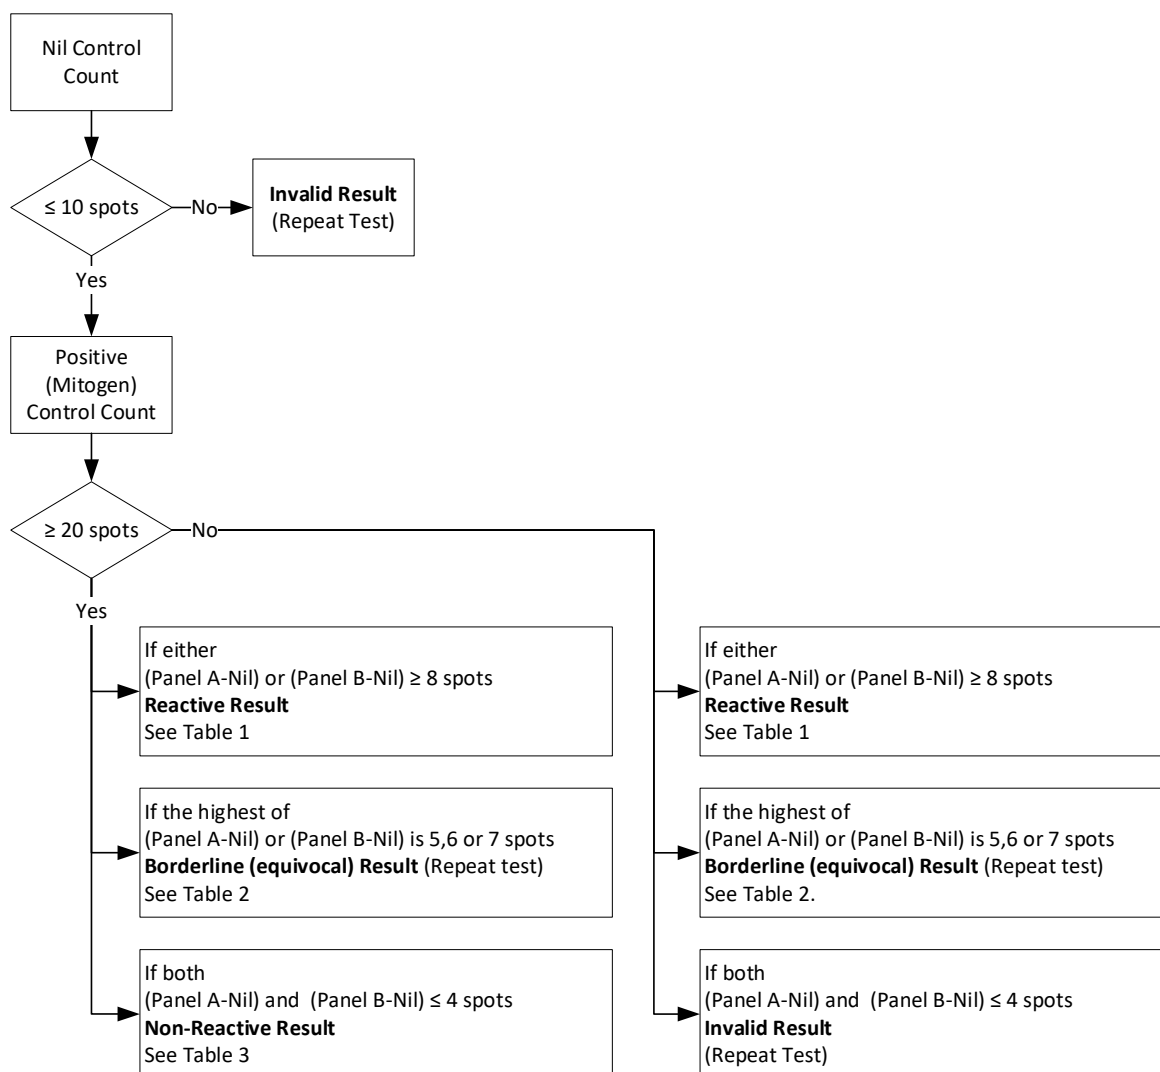 Nil Control
Count
≤ 10 spots
No
Invalid Result
(Repeat Test)
Yes
Positive
(Mitogen)
Control Count
≥ 20 spots
No
Yes
If either
(Panel A-Nil) or (Panel B-Nil) ≥ 8 spots
Reactive Result
See Table 1
If the highest of
(Panel A-Nil) or (Panel B-Nil) is 5,6 or 7 spots
Borderline (equivocal) Result (Repeat test)
See Table 2
If both
(Panel A-Nil) and (Panel B-Nil) ≤ 4 spots
Non-Reactive Result
See Table 3
If either
(Panel A-Nil) or (Panel B-Nil) ≥ 8 spots
Reactive Result
See Table 1
If the highest of
(Panel A-Nil) or (Panel B-Nil) is 5,6 or 7 spots
Borderline (equivocal) Result (Repeat test)
See Table 2.
If both
(Panel A-Nil) and (Panel B-Nil) ≤ 4 spots
Invalid Result
(Repeat Test)